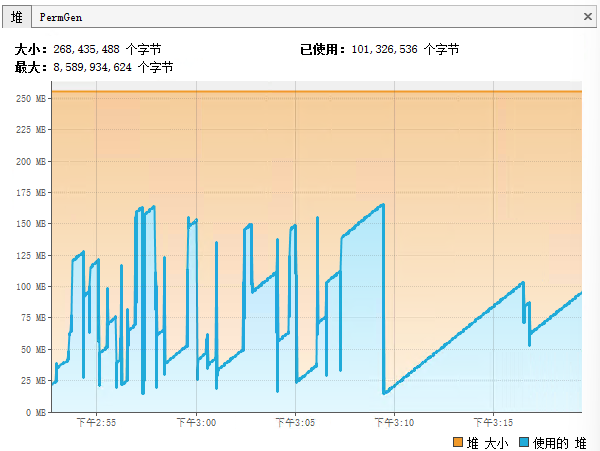 堆 PermGen
大小： 268,435,488 个字节 已使用： 101,326,536 个字节
最大： 8,589,934,624 个字节
250 MB
225 MB
200 MB
175 MB
150 MB
125 MB
100 MB
75 MB
50 MB
25 MB
0 MB
下午2:55 下午3:00 下午3:05 下午3:10 下午3:15
堆 大小 使用的 堆